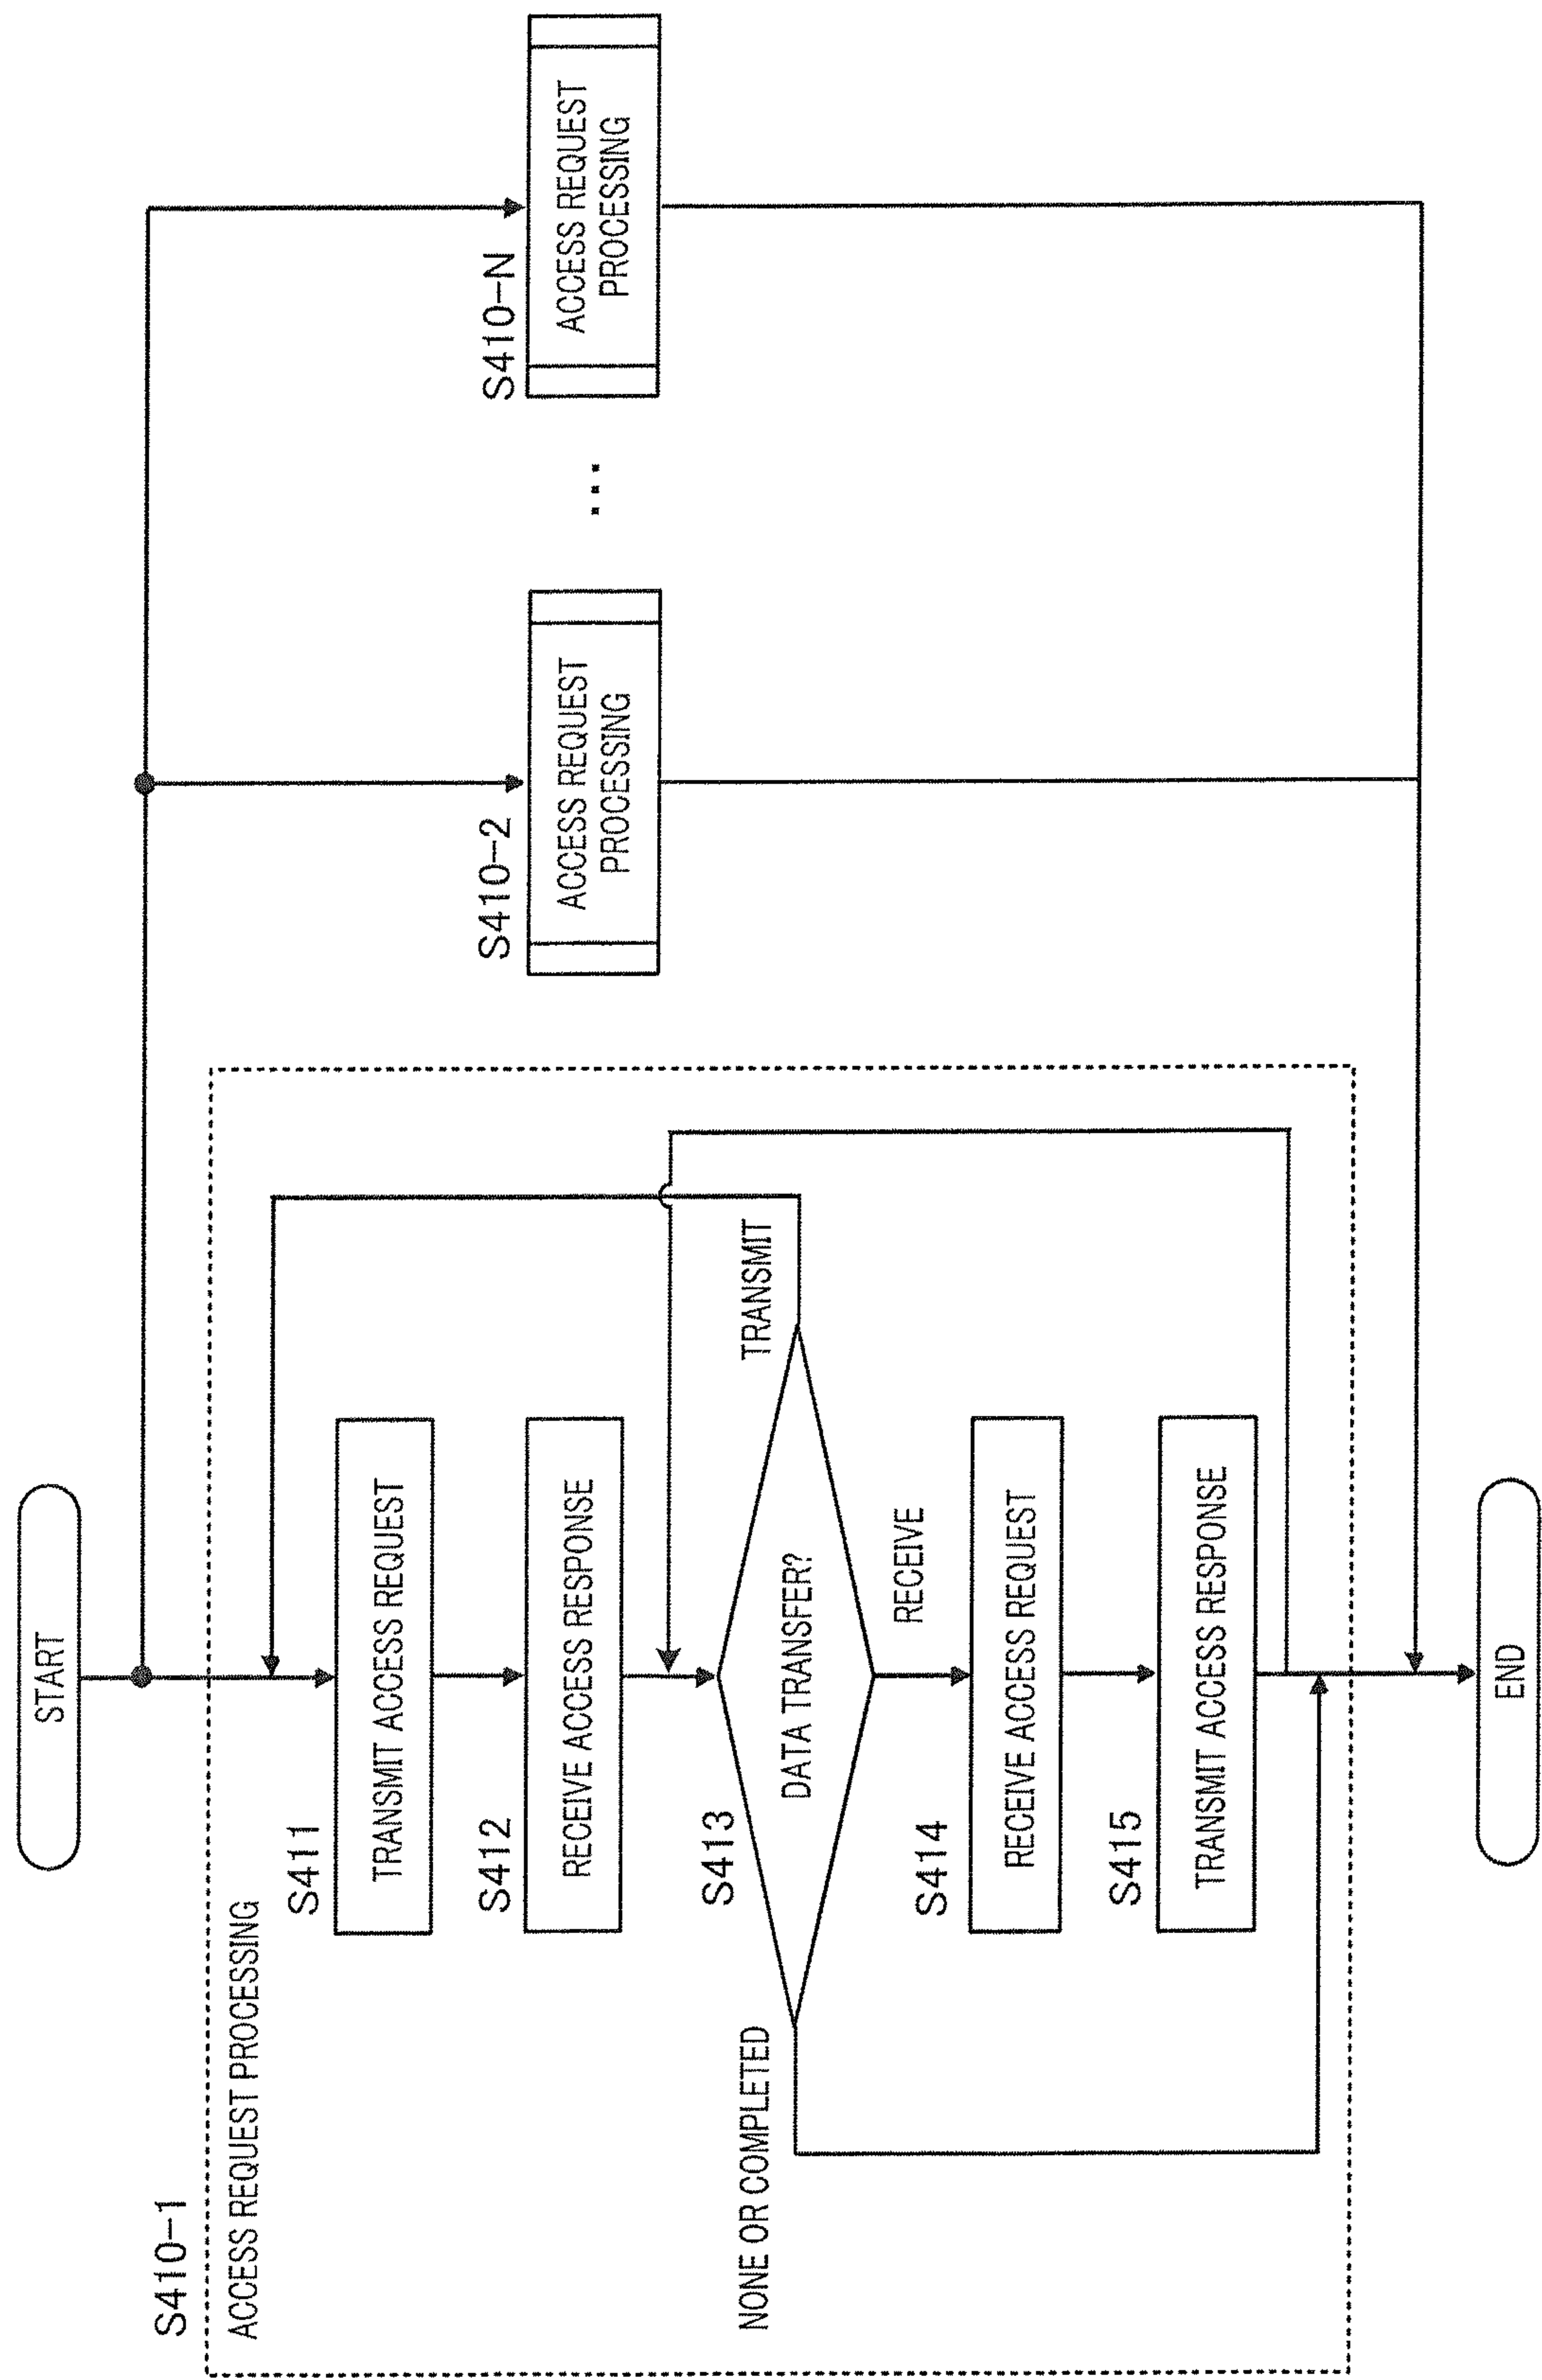 START
S410-1
ACCESS REQUEST PROCESSING
S411
TRANSMIT ACCESS REQUEST
S412
RECEIVE ACCESS RESPONSE
S413
DATA TRANSFER?
NONE OR COMPLETED
TRANSMIT
RECEIVE
S414
RECEIVE ACCESS REQUEST
S415
TRANSMIT ACCESS RESPONSE
END
S410-2
ACCESS REQUEST
PROCESSING
...
S410-N
ACCESS REQUEST
PROCESSING